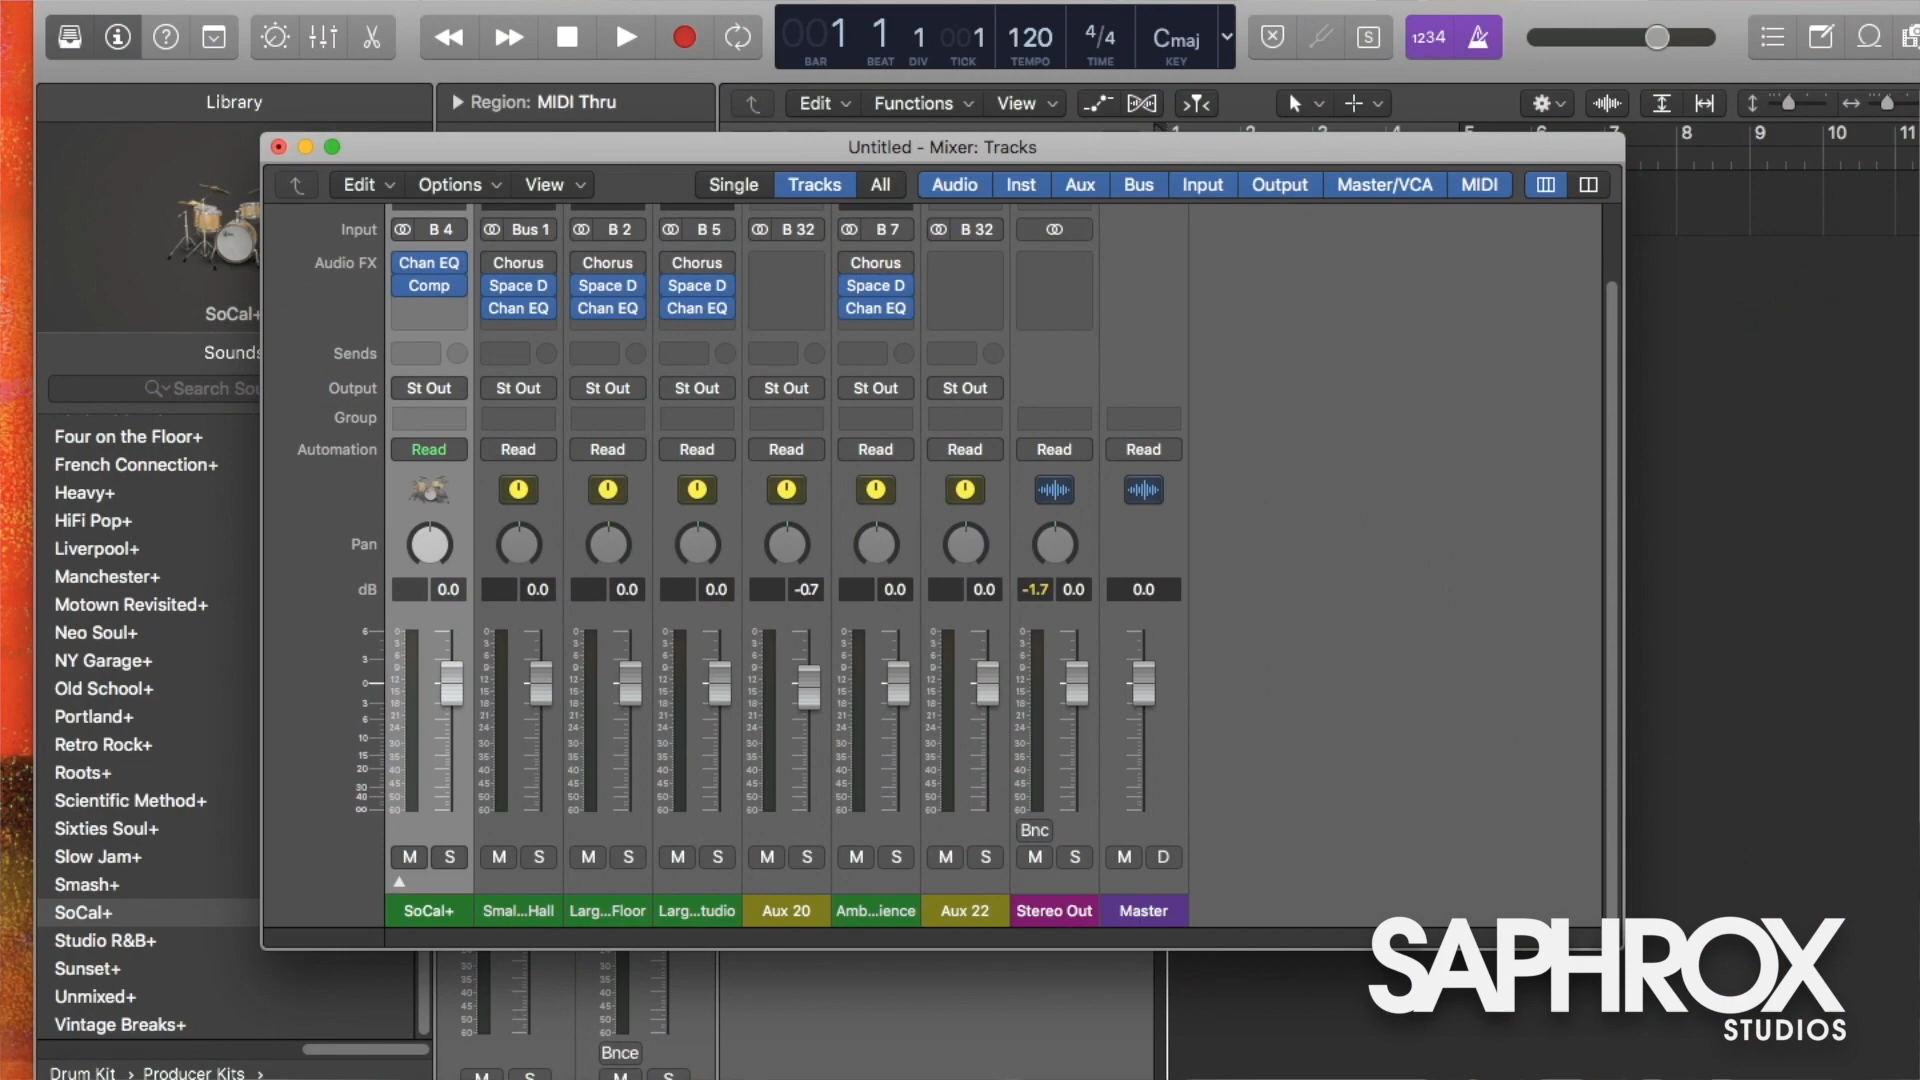 001 1 1 001 120 4/4 Cmaj
BAR BEAT DIV TICK TEMPO TIME KEY
S
1234
Library
Region: MIDI Thru
Edit Functions View
1 2 3 4 5 6 7 8 9 10 11
Untitled - Mixer: Tracks
Edit Options View Single Tracks All Audio Inst Aux Bus Input Output Master/VCA MIDI
Input B 4 Bus 1 B 2 B 5 B 32 B 7 B 32
Audio FX Chan EQ Chorus Chorus Chorus Chorus
Comp Space D Space D Space D Space D
Chan EQ Chan EQ Chan EQ Chan EQ
SoCal+
Sounds
Search Sou
Sends
Output St Out St Out St Out St Out St Out St Out St Out
Group
Automation Read Read Read Read Read Read Read Read Read
Pan
dB 0.0 0.0 0.0 0.0 -0.7 0.0 0.0 -1.7 0.0 0.0
Four on the Floor+
French Connection+
Heavy+
HiFi Pop+
Liverpool+
Manchester+
Motown Revisited+
Neo Soul+
NY Garage+
Old School+
Portland+
Retro Rock+
Roots+
Scientific Method+
Sixties Soul+
Slow Jam+
Smash+
SoCal+
Studio R&B+
Sunset+
Unmixed+
Vintage Breaks+
Drum Kit > Producer Kits >
Bnc
M S M S M S M S M S M S M S M S M D
SoCal+ Smal...Hall Larg...Floor Larg...tudio Aux 20 Amb...ience Aux 22 Stereo Out Master
Bnce
M S M S
SAPHROX
STUDIOS